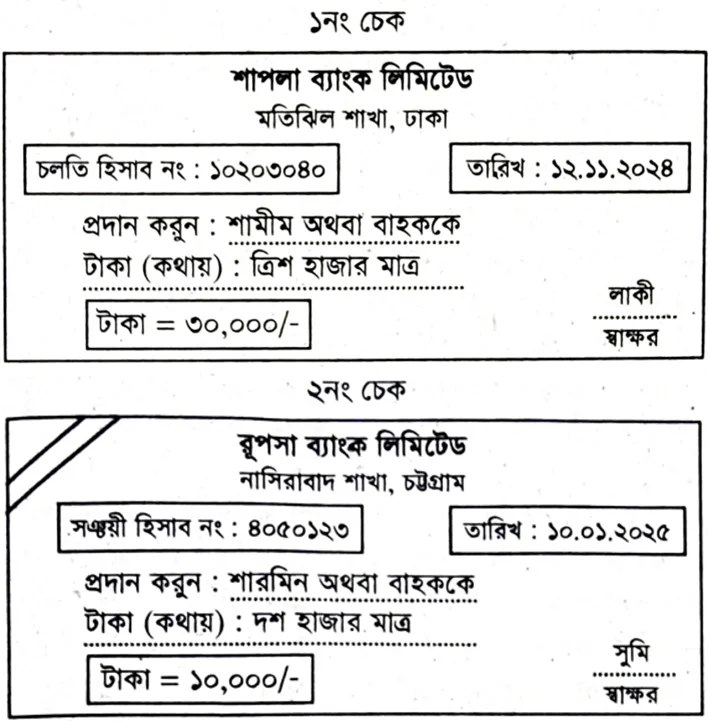 ১নং চেক
শাপলা ব্যাংক লিমিটেড
মতিঝিল শাখা, ঢাকা
চলতি হিসাব নং : ১০২০৩০৪০
তারিখ : ১২.১১.২০২৪
প্রদান করুন : শামীম অথবা বাহককে
টাকা (কথায়) : ত্রিশ হাজার মাত্র
টাকা = ৩০,০০০/-
লাকী
স্বাক্ষর
২নং চেক
রূপসা ব্যাংক লিমিটেড
নাসিরাবাদ শাখা, চট্টগ্রাম
সঞ্চয়ী হিসাব নং : ৪০৫০১২৩
তারিখ : ১০.০১.২০২৫
প্রদান করুন : শারমিন অথবা বাহককে
টাকা (কথায়) : দশ হাজার মাত্র
টাকা = ১০,০০০/-
সুমি
স্বাক্ষর